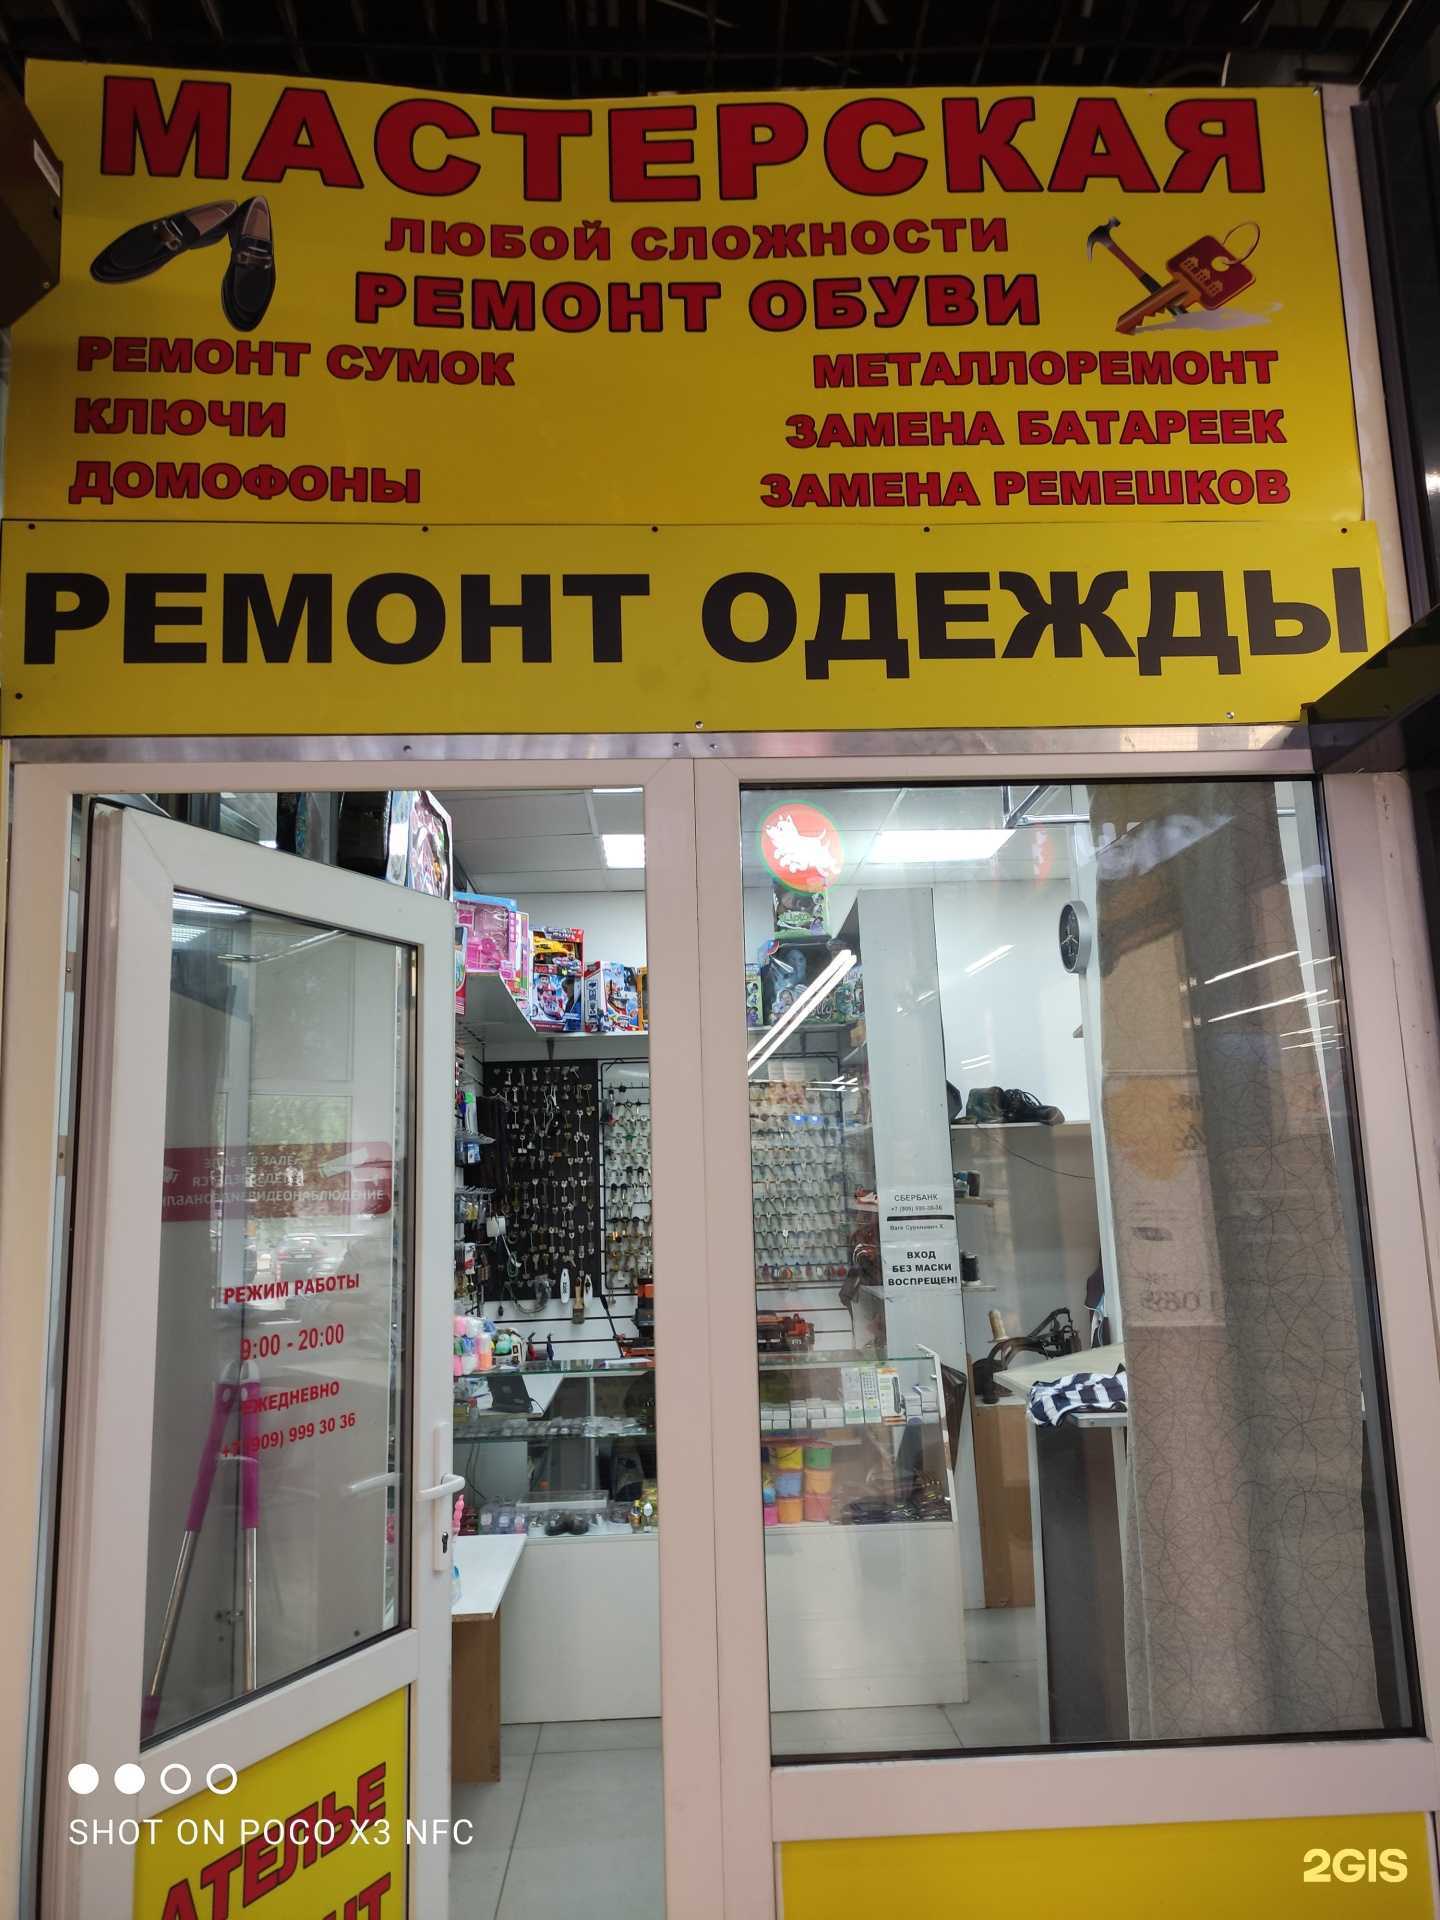 МАСТЕРСКАЯ
ЛЮБОЙ СЛОЖНОСТИ
РЕМОНТ ОБУВИ
РЕМОНТ СУМОК
КЛЮЧИ
ДОМОФОНЫ
МЕТАЛЛОРЕМОНТ
ЗАМЕНА БАТАРЕЕК
ЗАМЕНА РЕМЕШКОВ
РЕМОНТ ОДЕЖДЫ
РЕЖИМ РАБОТЫ
9:00 - 20:00
ЕЖЕДНЕВНО
+7 (909) 999 30 36
СБЕРБАНК
ВХОД
БЕЗ МАСКИ
ВОСПРЕЩЕН!
АТЕЛЬЕ
SHOT ON POCO X3 NFC
2GIS